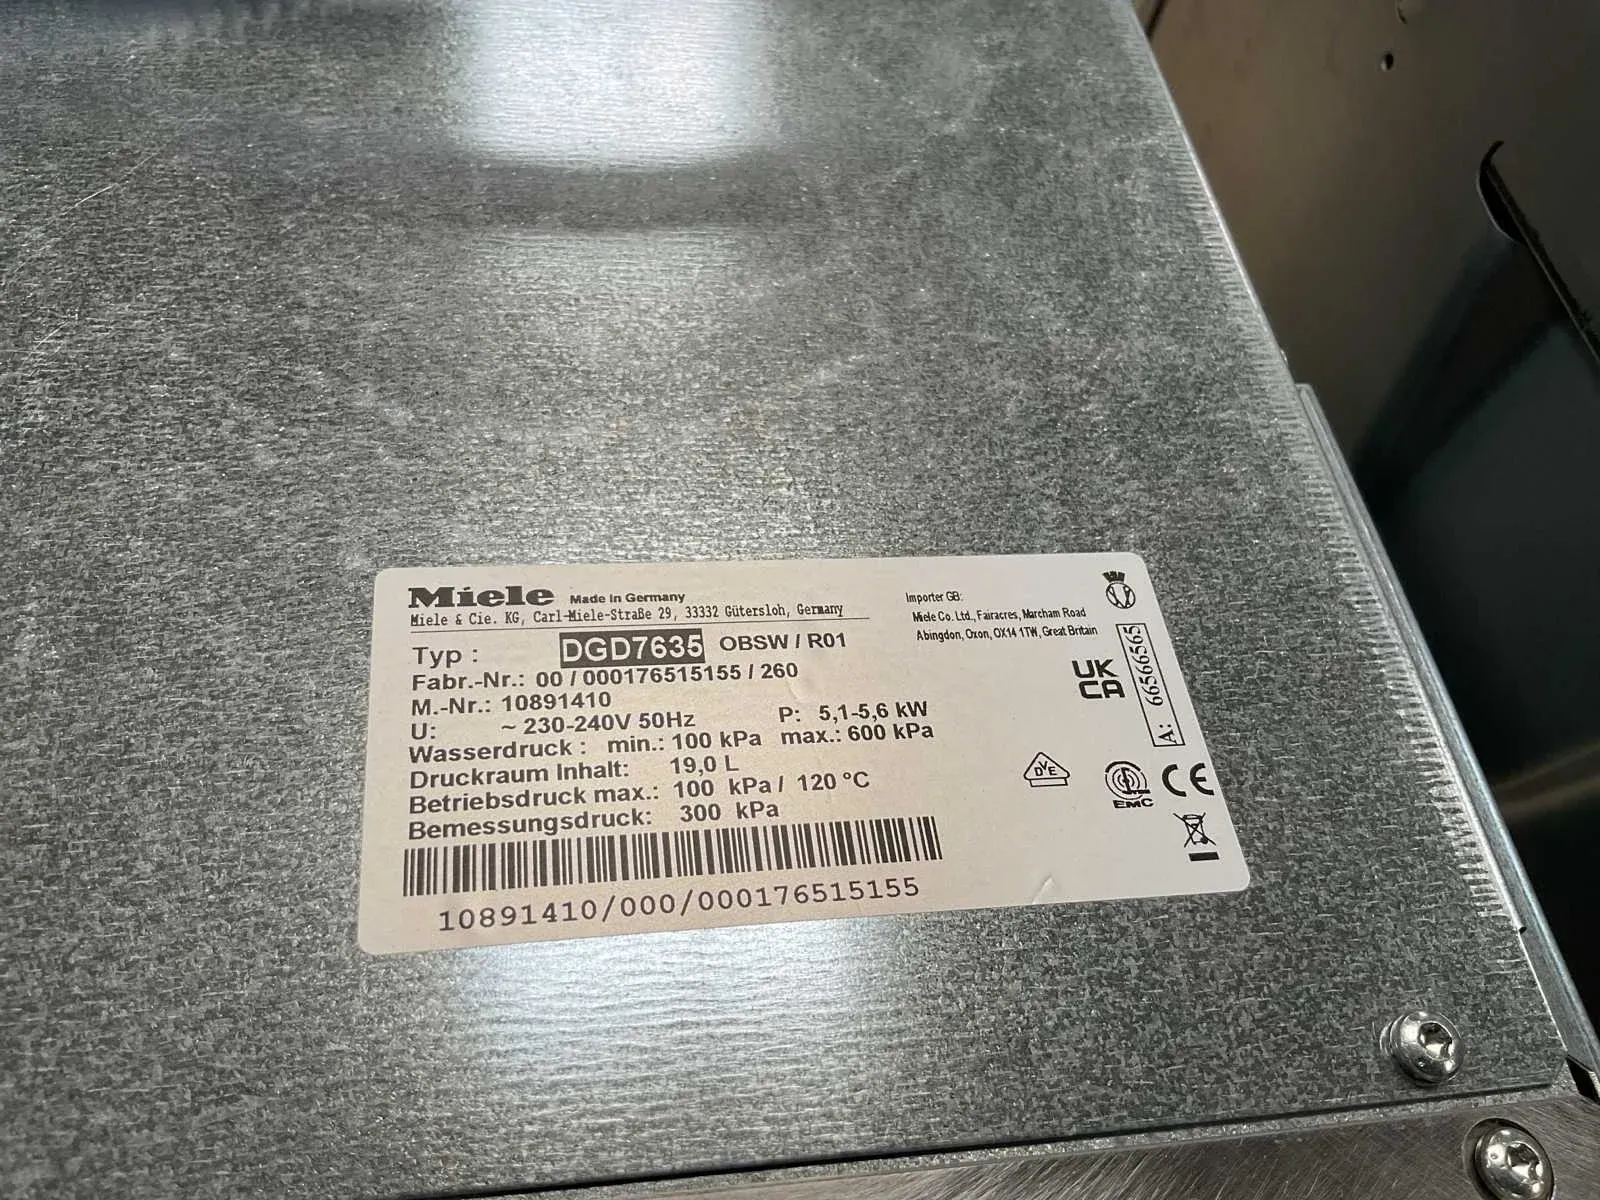 Miele Made in Germany
Miele & Cie. KG, Carl-Miele-Straße 29, 33332 Gütersloh, Germany
Typ : DGD7635 OBSW / R01
Fabr.-Nr.: 00 / 000176515155 / 260
M.-Nr.: 10891410
U: ~ 230-240V 50Hz P: 5,1-5,6 kW
Wasserdruck : min.: 100 kPa max.: 600 kPa
Druckraum Inhalt: 19,0 L
Betriebsdruck max.: 100 kPa / 120 °C
Bemessungsdruck: 300 kPa
10891410/000/000176515155
Importer GB:
Miele Co. Ltd., Fairacres, Marcham Road
Abingdon, Oxon, OX14 1TW, Great Britain
UK
CA
A: 66566565
DVE
EMC
CE